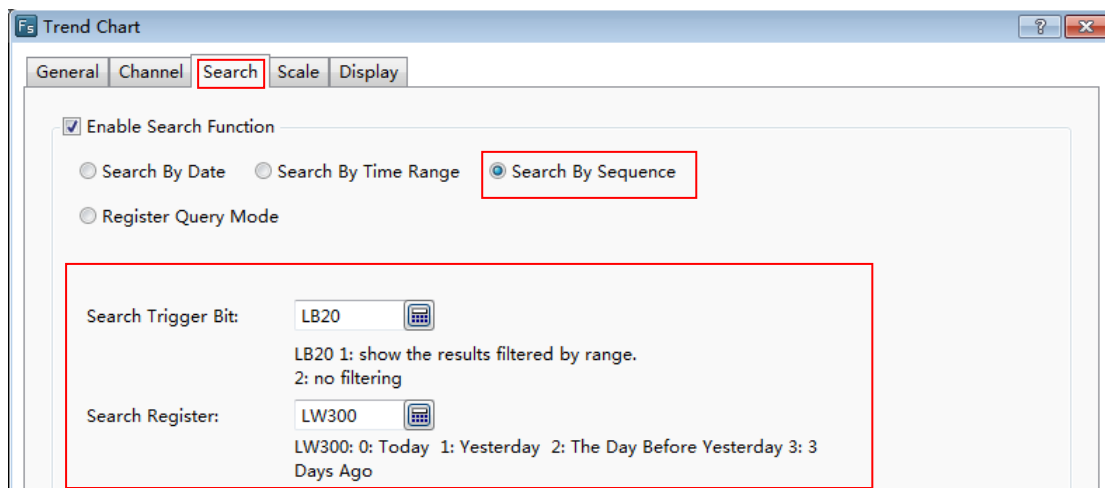 Fs Trend Chart ?
General Channel Search Scale Display
Enable Search Function
Search By Date Search By Time Range Search By Sequence
Register Query Mode
Search Trigger Bit: LB20
LB20 1: show the results filtered by range.
2: no filtering
Search Register: LW300
LW300: 0: Today 1: Yesterday 2: The Day Before Yesterday 3: 3
Days Ago